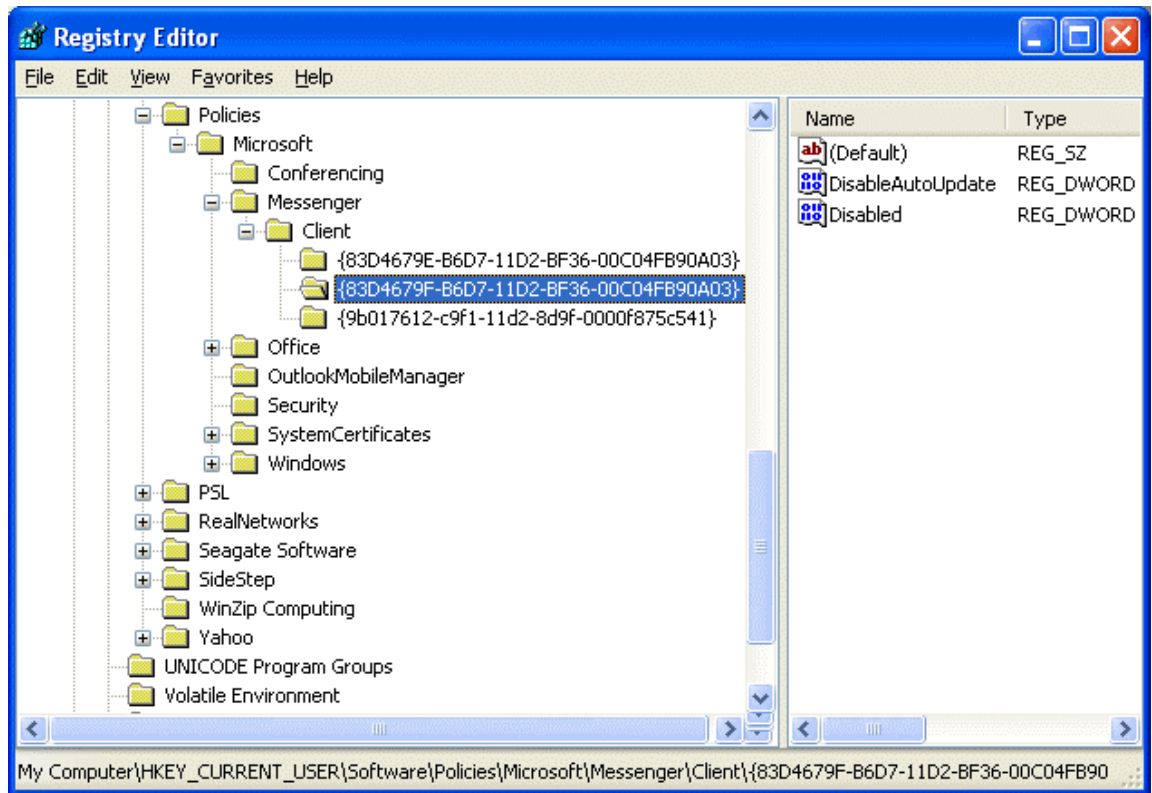 Registry Editor
File Edit View Favorites Help
Policies
Microsoft
Conferencing
Messenger
Client
{83D4679E-B6D7-11D2-BF36-00C04FB90A03}
{83D4679F-B6D7-11D2-BF36-00C04FB90A03}
{9b017612-c9f1-11d2-8d9f-0000f875c541}
Office
OutlookMobileManager
Security
SystemCertificates
Windows
PSL
RealNetworks
Seagate Software
SideStep
WinZip Computing
Yahoo
UNICODE Program Groups
Volatile Environment
Name Type
(Default) REG_SZ
DisableAutoUpdate REG_DWORD
Disabled REG_DWORD
My Computer\HKEY_CURRENT_USER\Software\Policies\Microsoft\Messenger\Client\{83D4679F-B6D7-11D2-BF36-00C04FB90